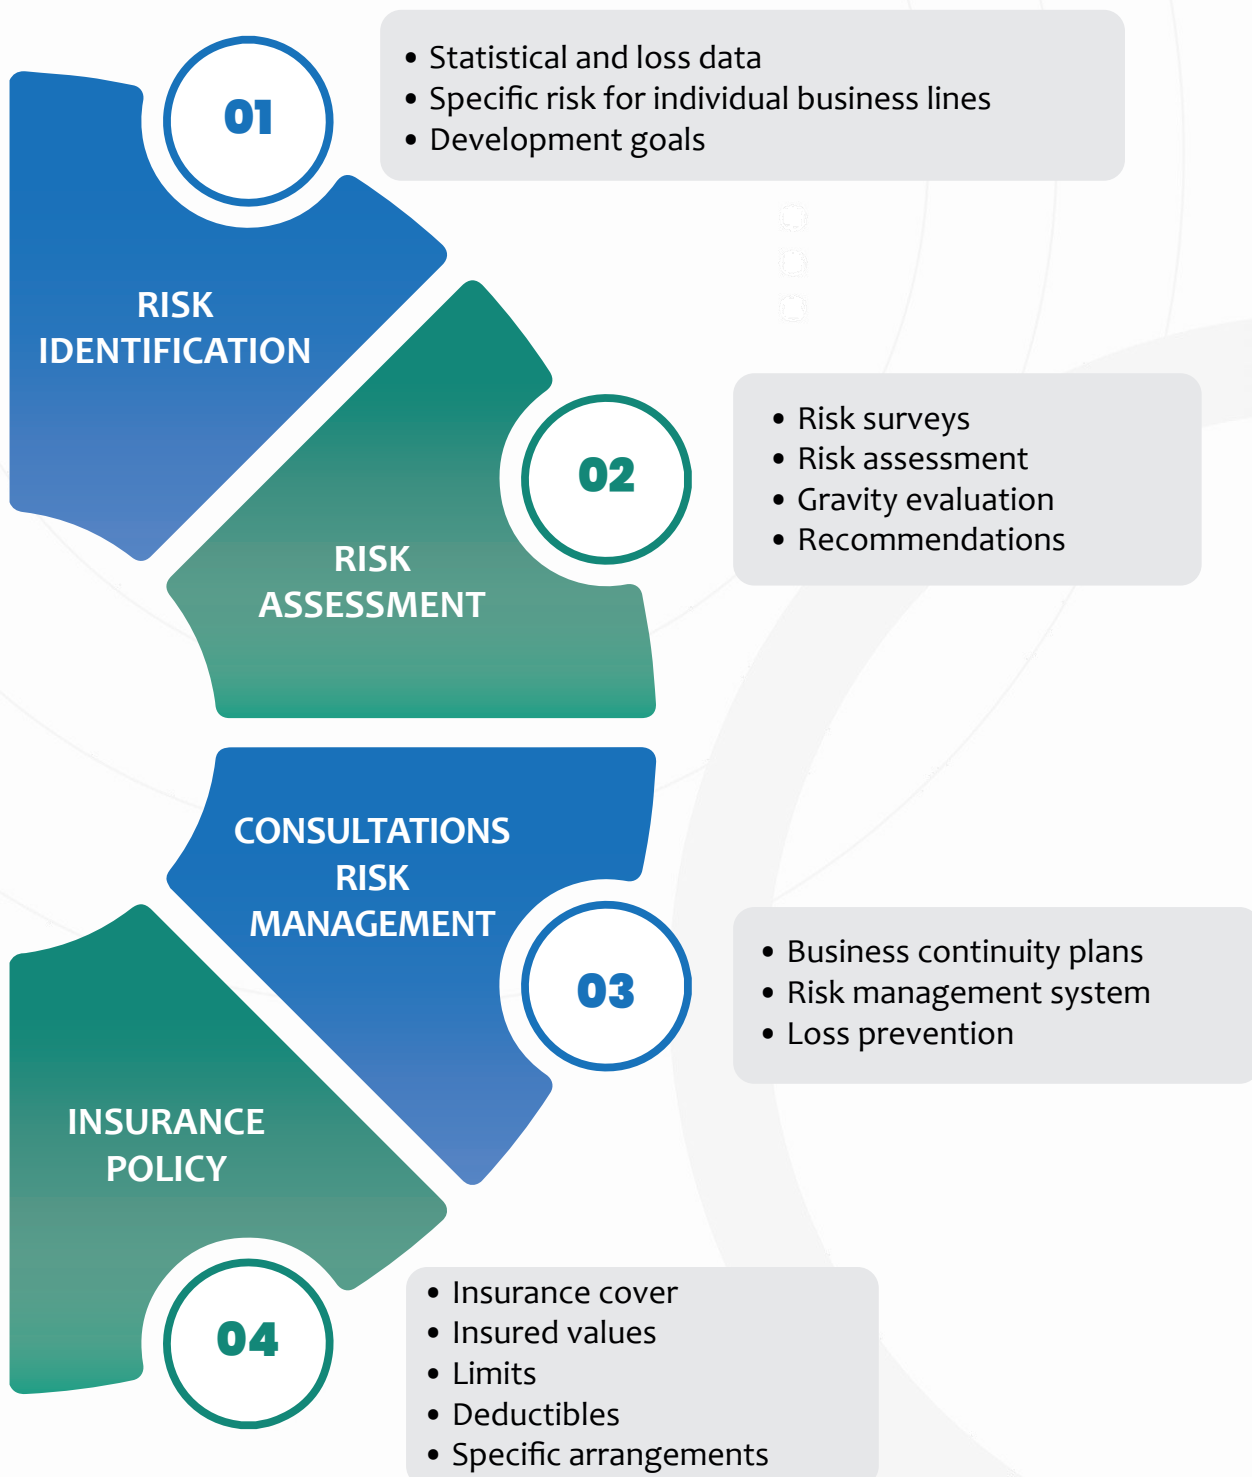 01
• Statistical and loss data
• Specific risk for individual business lines
• Development goals
RISK
IDENTIFICATION
02
• Risk surveys
• Risk assessment
• Gravity evaluation
• Recommendations
RISK
ASSESSMENT
CONSULTATIONS
RISK
MANAGEMENT
03
• Business continuity plans
• Risk management system
• Loss prevention
INSURANCE
POLICY
04
• Insurance cover
• Insured values
• Limits
• Deductibles
• Specific arrangements